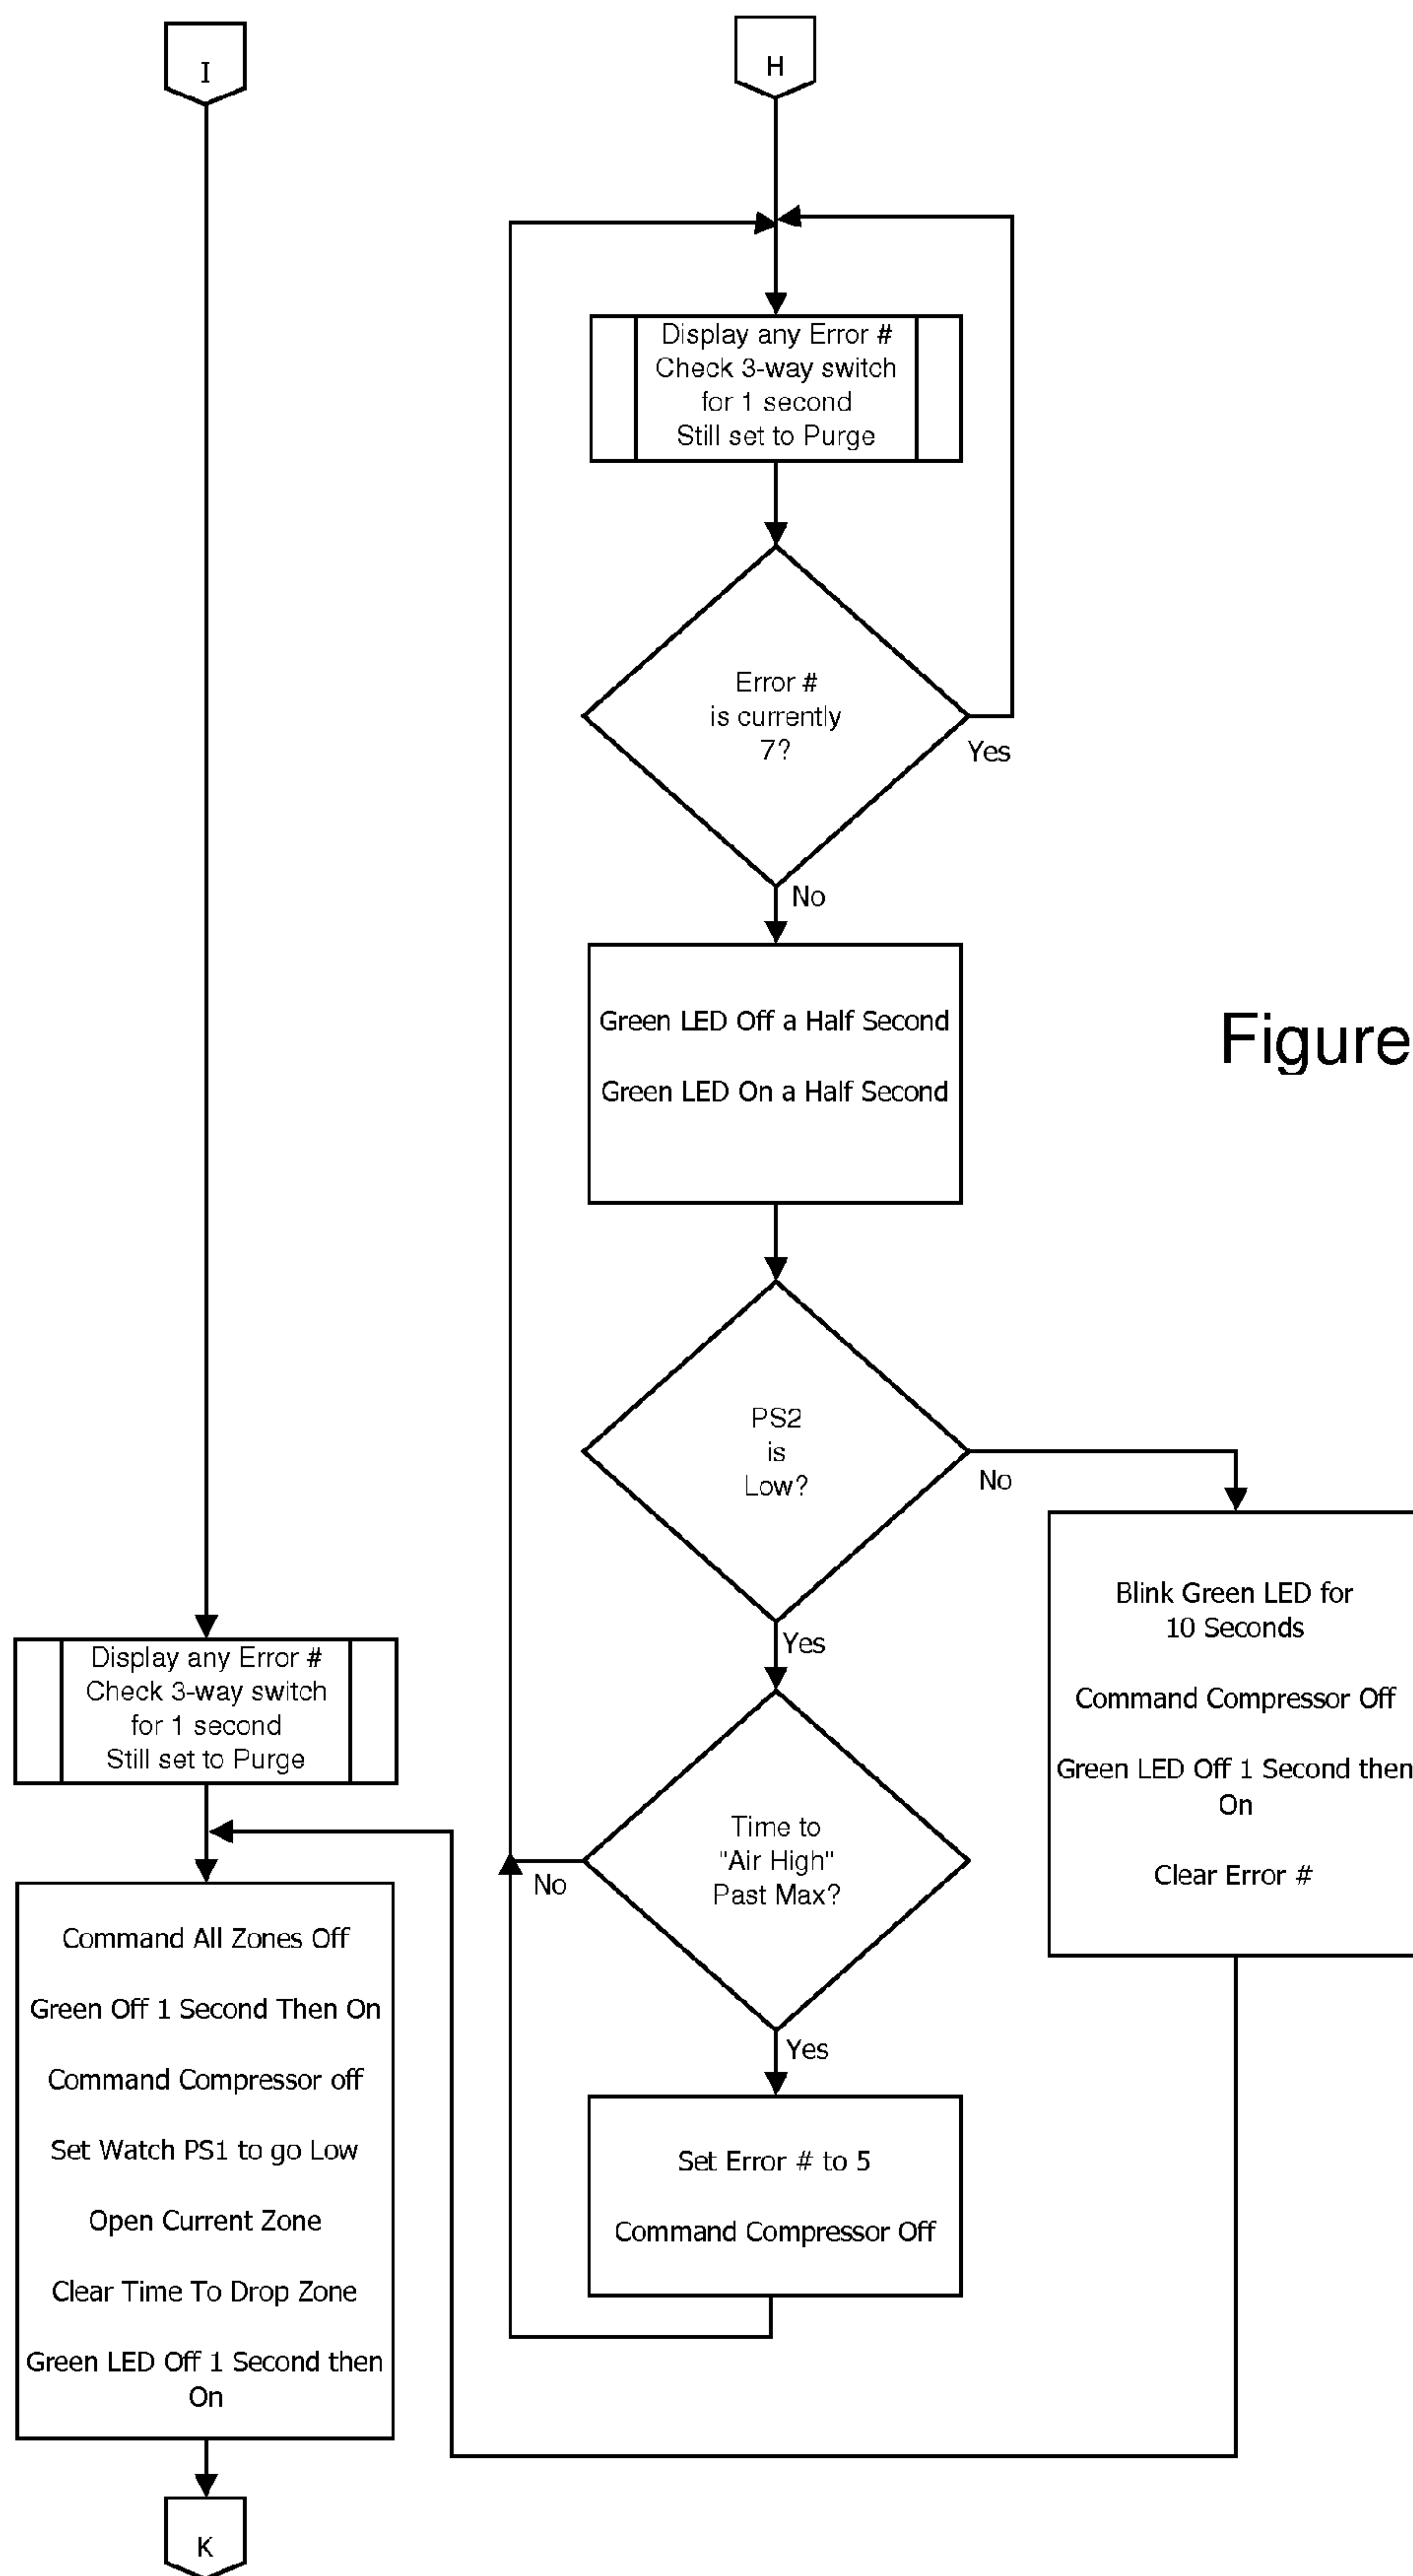 I
H
Display any Error #
Check 3-way switch
for 1 second
Still set to Purge
Error #
is currently
7?
Yes
No
Green LED Off a Half Second
Green LED On a Half Second
Figure
PS2
is
Low?
No
Yes
Blink Green LED for
10 Seconds
Command Compressor Off
Green LED Off 1 Second then
On
Clear Error #
Display any Error #
Check 3-way switch
for 1 second
Still set to Purge
Time to
"Air High"
Past Max?
No
Yes
Set Error # to 5
Command Compressor Off
Command All Zones Off
Green Off 1 Second Then On
Command Compressor off
Set Watch PS1 to go Low
Open Current Zone
Clear Time To Drop Zone
Green LED Off 1 Second then
On
K